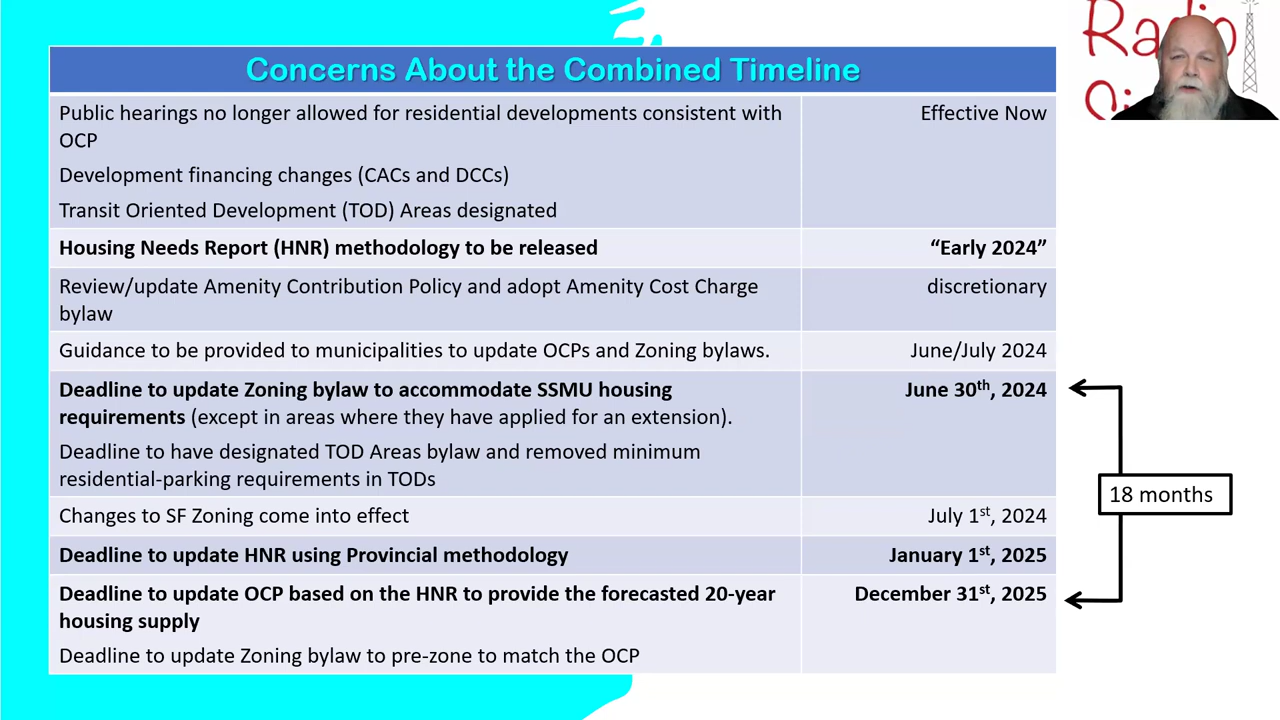 Concerns About the Combined Timeline
Public hearings no longer allowed for residential developments consistent with
OCP
Effective Now
Development financing changes (CACs and DCCs)
Transit Oriented Development (TOD) Areas designated
Housing Needs Report (HNR) methodology to be released
“Early 2024”
Review/update Amenity Contribution Policy and adopt Amenity Cost Charge
bylaw
discretionary
Guidance to be provided to municipalities to update OCPs and Zoning bylaws.
June/July 2024
Deadline to update Zoning bylaw to accommodate SSMU housing
requirements (except in areas where they have applied for an extension).
June 30th, 2024
Deadline to have designated TOD Areas bylaw and removed minimum
residential-parking requirements in TODs
Changes to SF Zoning come into effect
July 1st, 2024
Deadline to update HNR using Provincial methodology
January 1st, 2025
Deadline to update OCP based on the HNR to provide the forecasted 20-year
housing supply
December 31st, 2025
Deadline to update Zoning bylaw to pre-zone to match the OCP
18 months
Radio